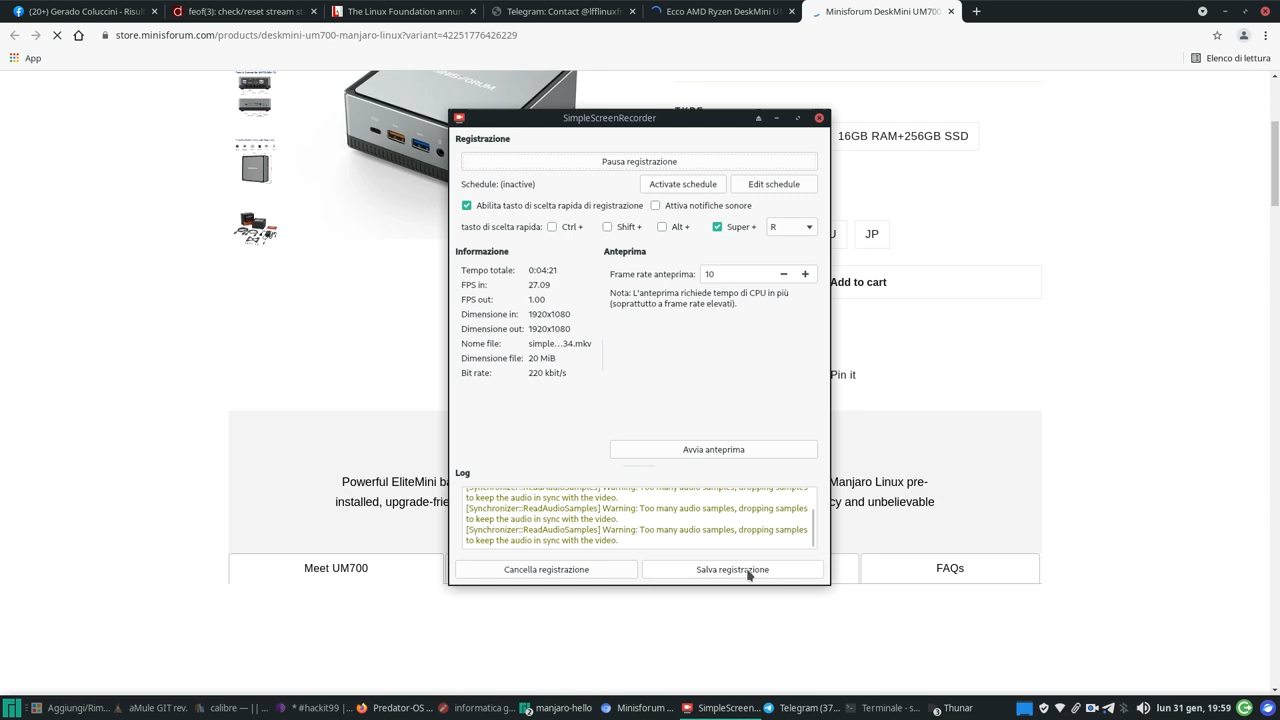 (20+) Gerado Coluccini - Risul
feof(3): check/reset stream st
The Linux Foundation annun
Telegram: Contact @lfflinuxfr
Ecco AMD Ryzen DeskMini U
Minisforum DeskMini UM700
store.minisforum.com/products/deskmini-um700-manjaro-linux?variant=42251776426229
App
Elenco di lettura
SimpleScreenRecorder
Registrazione
16GB RAM+256GB SSD
Pausa registrazione
Schedule: (inactive)
Activate schedule
Edit schedule
Abilita tasto di scelta rapida di registrazione
Attiva notifiche sonore
tasto di scelta rapida:
Ctrl +
Shift +
Alt +
Super +
R
U
JP
Informazione
Anteprima
Tempo totale: 0:04:21
Frame rate anteprima: 10
FPS in: 27.09
FPS out: 1.00
Nota: L'anteprima richiede tempo di CPU in più
(soprattutto a frame rate elevati).
Add to cart
Dimensione in: 1920x1080
Dimensione out: 1920x1080
Nome file: simple...34.mkv
Dimensione file: 20 MiB
Bit rate: 220 kbit/s
Pin it
Avvia anteprima
Log
Powerful EliteMini ba
Manjaro Linux pre-
installed, upgrade-frie
cy and unbelievable
[Synchronizer::ReadAudioSamples] Warning: Too many audio samples, dropping samples
to keep the audio in sync with the video.
[Synchronizer::ReadAudioSamples] Warning: Too many audio samples, dropping samples
to keep the audio in sync with the video.
[Synchronizer::ReadAudioSamples] Warning: Too many audio samples, dropping samples
to keep the audio in sync with the video.
Meet UM700
FAQs
Cancella registrazione
Salva registrazione
Aggiungi/Rim...
aMule GIT rev.
calibre — || ...
* #hackit99 | ...
Predator-OS ...
informatica g...
manjaro-hello
Minisforum ...
SimpleScreen...
Telegram (37...
Terminale - s...
Thunar
lun 31 gen, 19:59